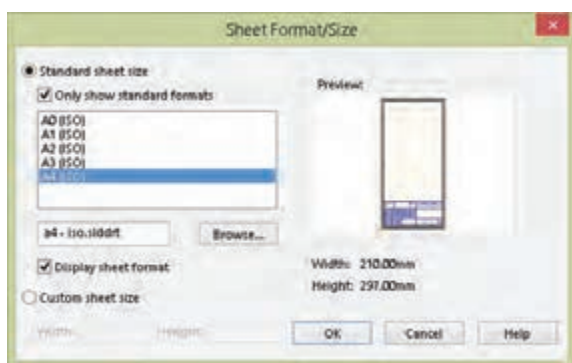 Sheet Format/Size
Standard sheet size
Only show standard formats
A0 (ISO)
A1 (ISO)
A2 (ISO)
A3 (ISO)
A4 (ISO)
a4 - iso.slddrt
Browse...
Display sheet format
Custom sheet size
Width:
Height:
Preview:
Width: 210.00mm
Height: 297.00mm
OK
Cancel
Help